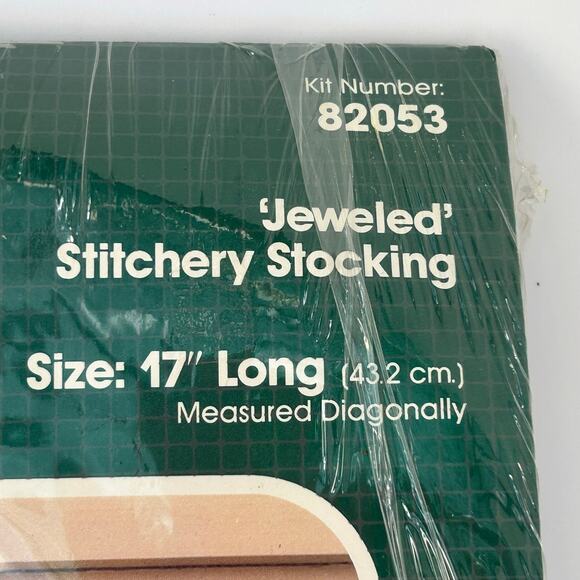 Kit Number:
82053
'Jeweled'
Stitchery Stocking
Size: 17" Long (43.2 cm.)
Measured Diagonally